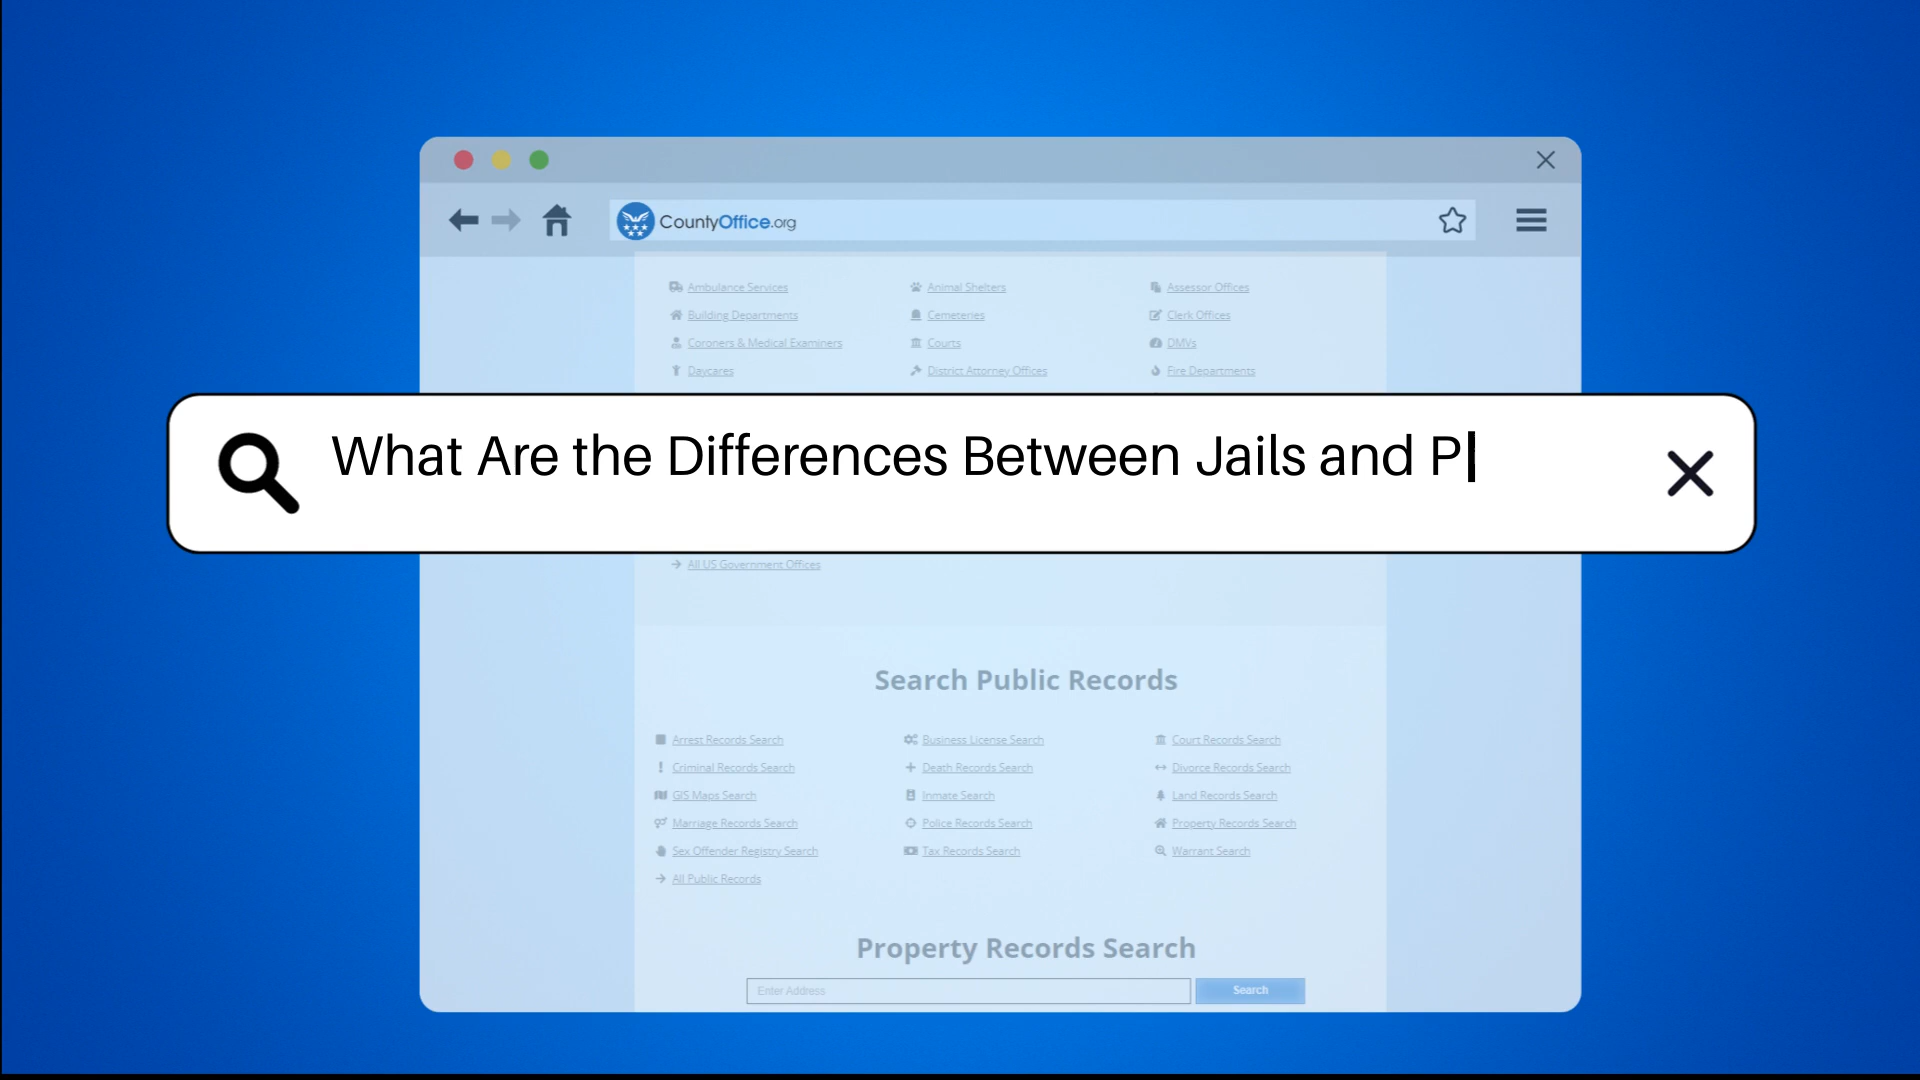 CountyOffice.org
Ambulance Services Animal Shelters Assessor Offices
Building Departments Cemeteries Clerk Offices
Coroners & Medical Examiners Courts DMVs
Daycares District Attorney Offices Fire Departments
What Are the Differences Between Jails and P
All US Government Offices
Search Public Records
Arrest Records Search Business License Search Court Records Search
Criminal Records Search Death Records Search Divorce Records Search
GIS Maps Search Inmate Search Land Records Search
Marriage Records Search Police Records Search Property Records Search
Sex Offender Registry Search Tax Records Search Warrant Search
All Public Records
Property Records Search
Enter Address Search